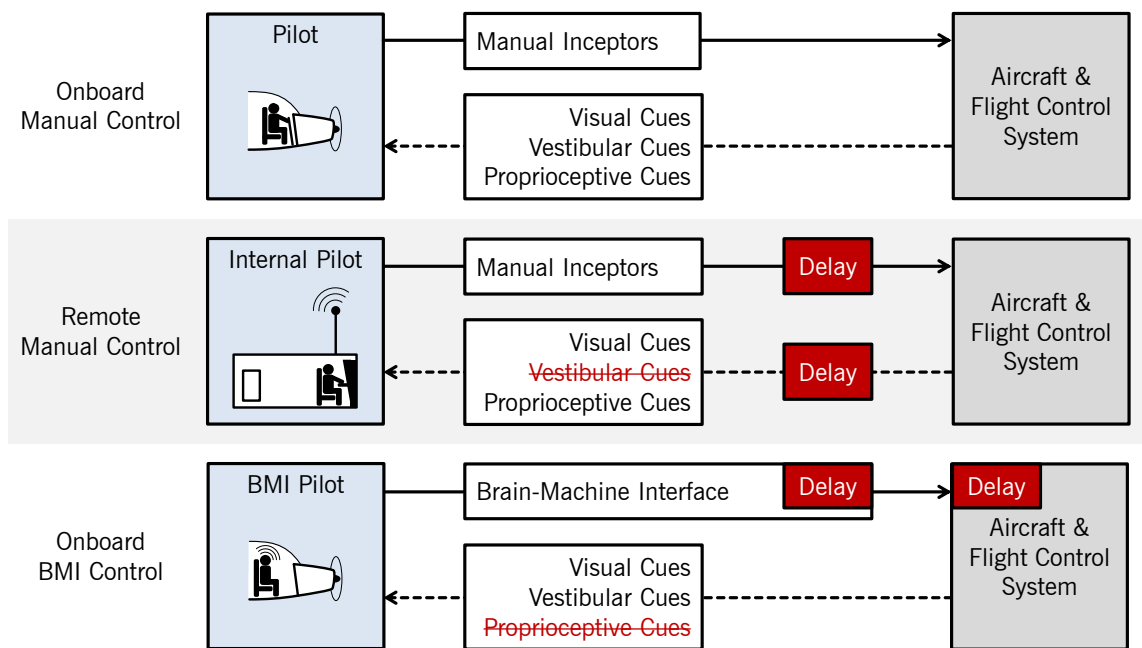 Onboard
Manual Control
Pilot
Manual Inceptors
Visual Cues
Vestibular Cues
Proprioceptive Cues
Aircraft &
Flight Control
System
Remote
Manual Control
Internal Pilot
Manual Inceptors
Delay
Visual Cues
Vestibular Cues
Proprioceptive Cues
Delay
Aircraft &
Flight Control
System
Onboard
BMI Control
BMI Pilot
Brain-Machine Interface
Delay
Visual Cues
Vestibular Cues
Proprioceptive Cues
Delay
Aircraft &
Flight Control
System